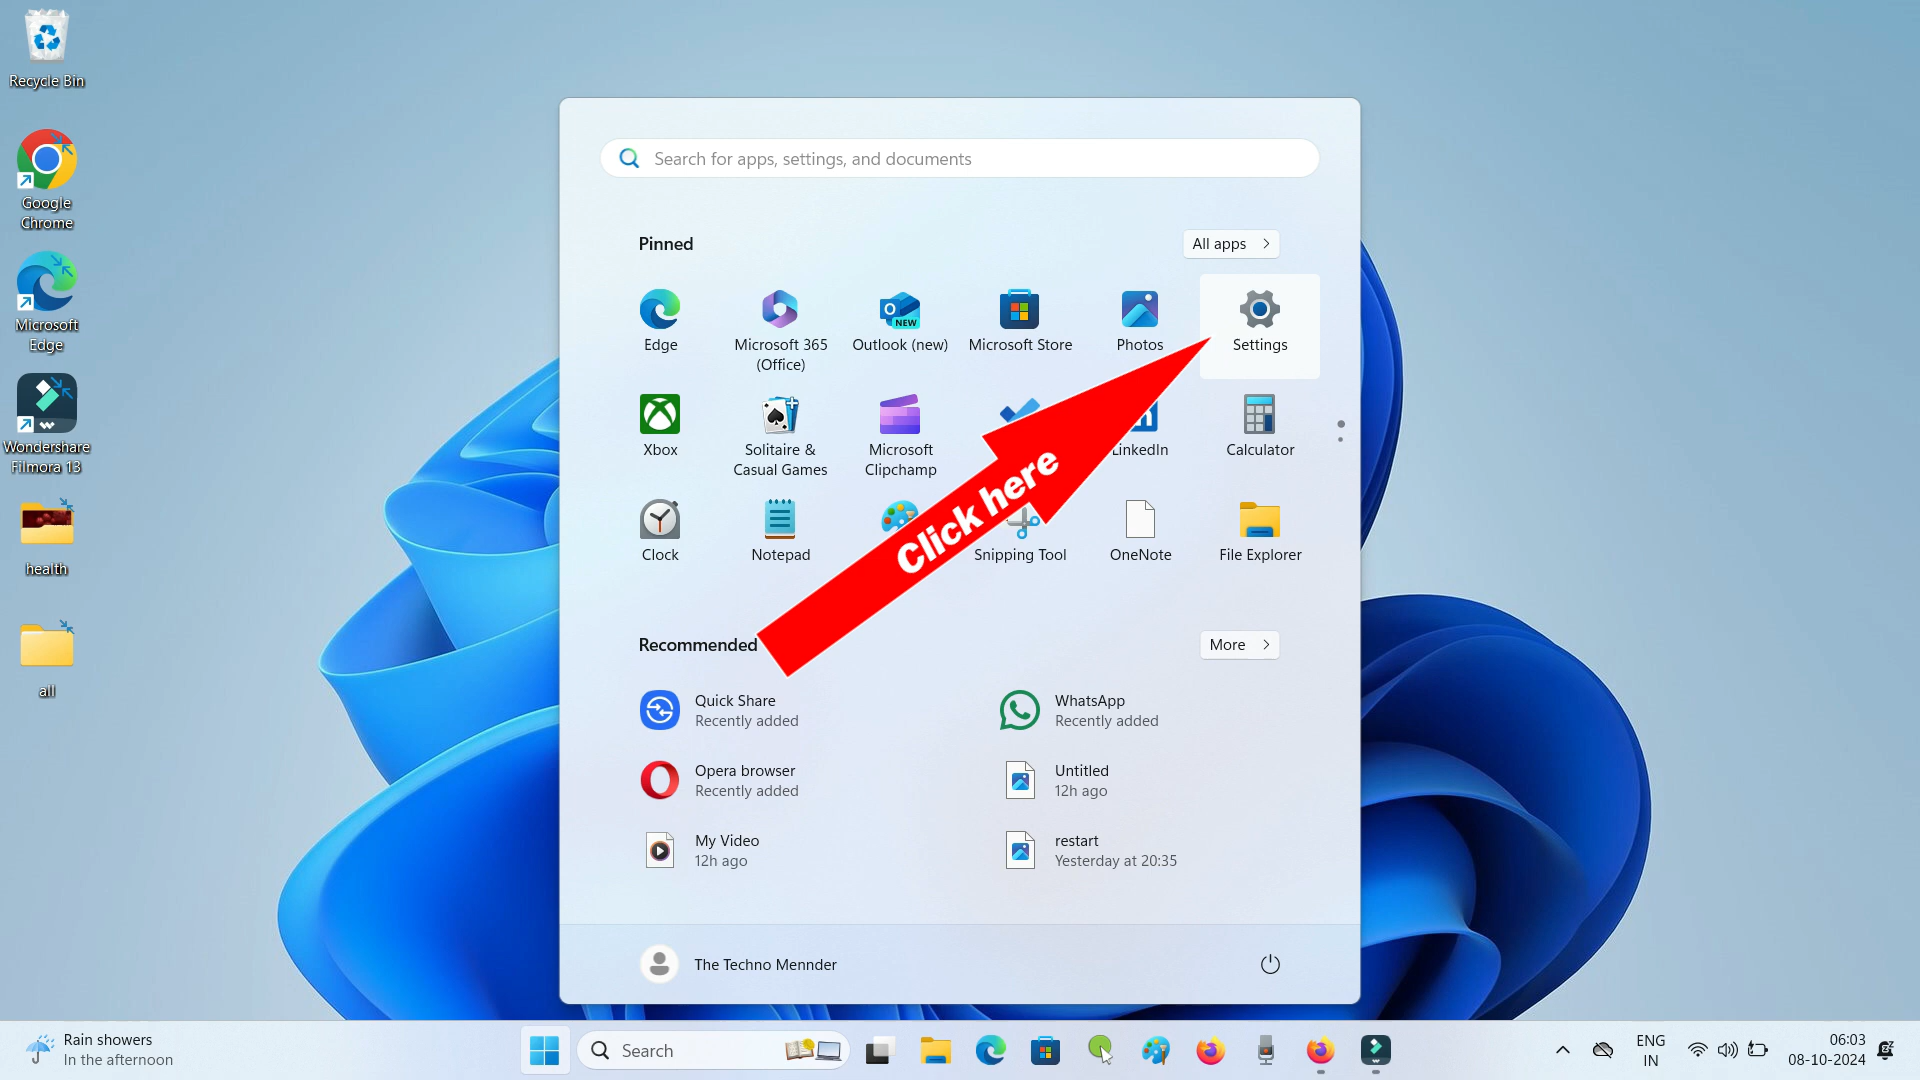 Recycle Bin
Google
Chrome
Microsoft
Edge
Wondershare
Filmora 13
health
all
Search for apps, settings, and documents
Pinned
All apps
Edge
Microsoft 365
(Office)
Outlook (new)
NEW
Microsoft Store
Photos
Settings
Xbox
Solitaire &
Casual Games
Microsoft
Clipchamp
LinkedIn
Calculator
Clock
Notepad
Snipping Tool
OneNote
File Explorer
Click here
Recommended
More
Quick Share
Recently added
WhatsApp
Recently added
Opera browser
Recently added
Untitled
12h ago
My Video
12h ago
restart
Yesterday at 20:35
The Techno Mennder
Rain showers
In the afternoon
Search
ENG
IN
06:03
08-10-2024